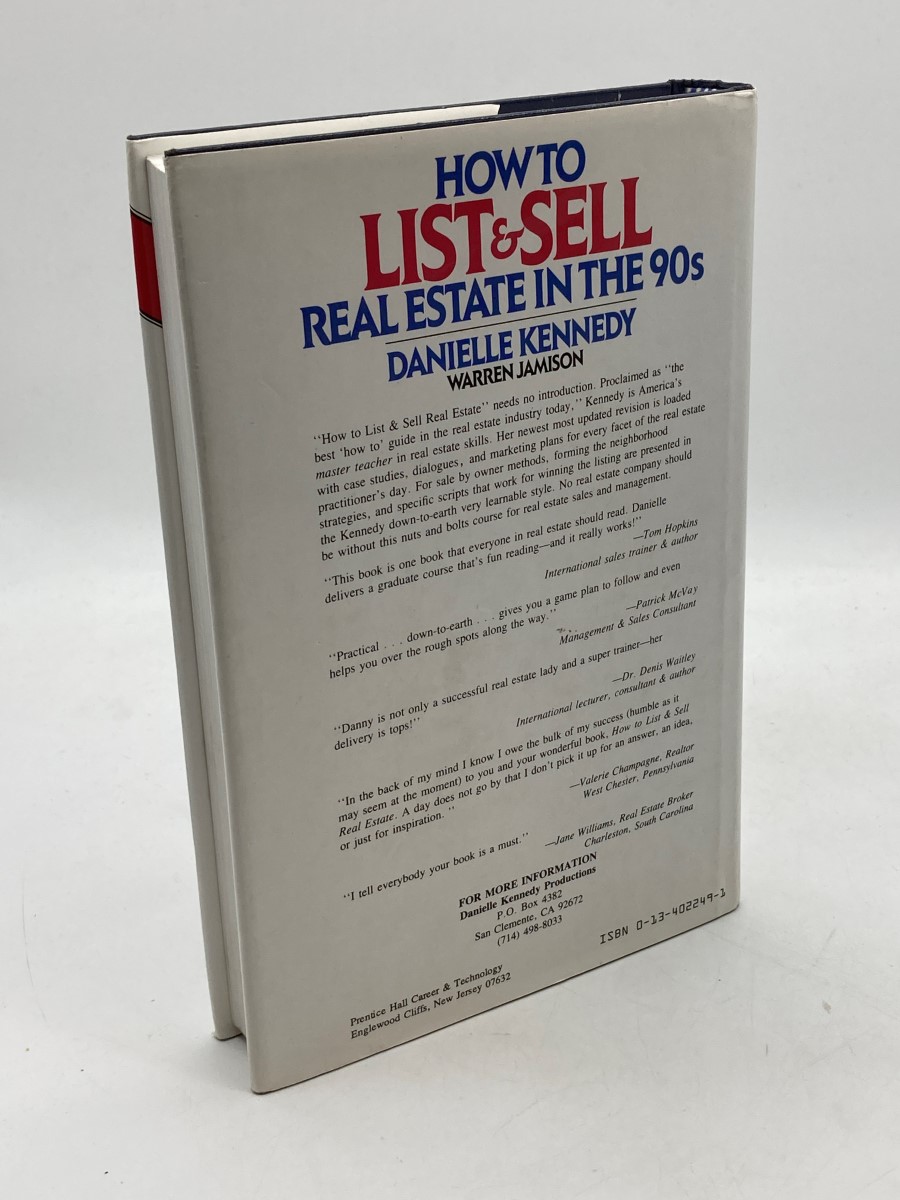 HOW TO
LIST & SELL
REAL ESTATE IN THE 90s
DANIELLE KENNEDY
WARREN JAMISON
"How to List & Sell Real Estate" needs no introduction. Proclaimed as "the
best 'how to' guide in the real estate industry today," Kennedy is America's
master teacher in real estate skills. Her newest most updated revision is loaded
with case studies, dialogues, and marketing plans for every facet of the real estate
practitioner's day. For sale by owner methods, forming the neighborhood
strategies, and specific scripts that work for winning the listing are presented in
the Kennedy down-to-earth very learnable style. No real estate company should
be without this nuts and bolts course for real estate sales and management.
"This book is one book that everyone in real estate should read. Danielle
delivers a graduate course that's fun reading—and it really works!"
—Tom Hopkins
International sales trainer & author
"Practical . . . down-to-earth . . . gives you a game plan to follow and even
helps you over the rough spots along the way."
—Patrick McVay
Management & Sales Consultant
"Danny is not only a successful real estate lady and a super trainer—her
delivery is tops!"
—Dr. Denis Waitley
International lecturer, consultant & author
"In the back of my mind I know I owe the bulk of my success (humble as it
may seem at the moment) to you and your wonderful book, How to List & Sell
Real Estate. A day does not go by that I don't pick it up for an answer, an idea,
or just for inspiration. "
—Valerie Champagne, Realtor
West Chester, Pennsylvania
"I tell everybody your book is a must."
—Jane Williams, Real Estate Broker
Charleston, South Carolina
FOR MORE INFORMATION
Danielle Kennedy Productions
P.O. Box 4382
San Clemente, CA 92672
(714) 498-8033
ISBN 0-13-402249-1
Prentice Hall Career & Technology
Englewood Cliffs, New Jersey 07632